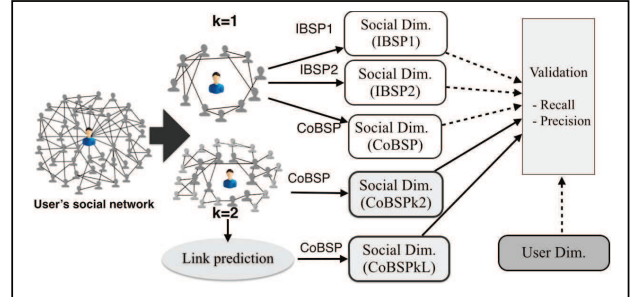 k=1
IBSP1
Social Dim.
(IBSP1)
IBSP2
Social Dim.
(IBSP2)
CoBSP
Social Dim.
(CoBSP)
Validation
- Recall
- Precision
User's social network
CoBSP
Social Dim.
(CoBSPk2)
k=2
Link prediction
CoBSP
Social Dim.
(CoBSPkL)
User Dim.